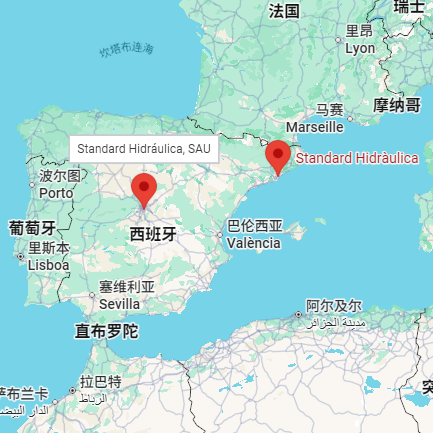 法国
瑞士
里昂
Lyon
坎塔布连海
摩纳哥
马赛
Marseille
Standard Hidráulica, SAU
Standard Hidràulica
波尔图
Porto
葡萄牙
西班牙
巴伦西亚
València
里斯本
Lisboa
塞维利亚
Sevilla
阿尔及尔
مدينة الجزائر
直布罗陀
拉巴特
الرباط
萨布兰卡
الدار البيض
突